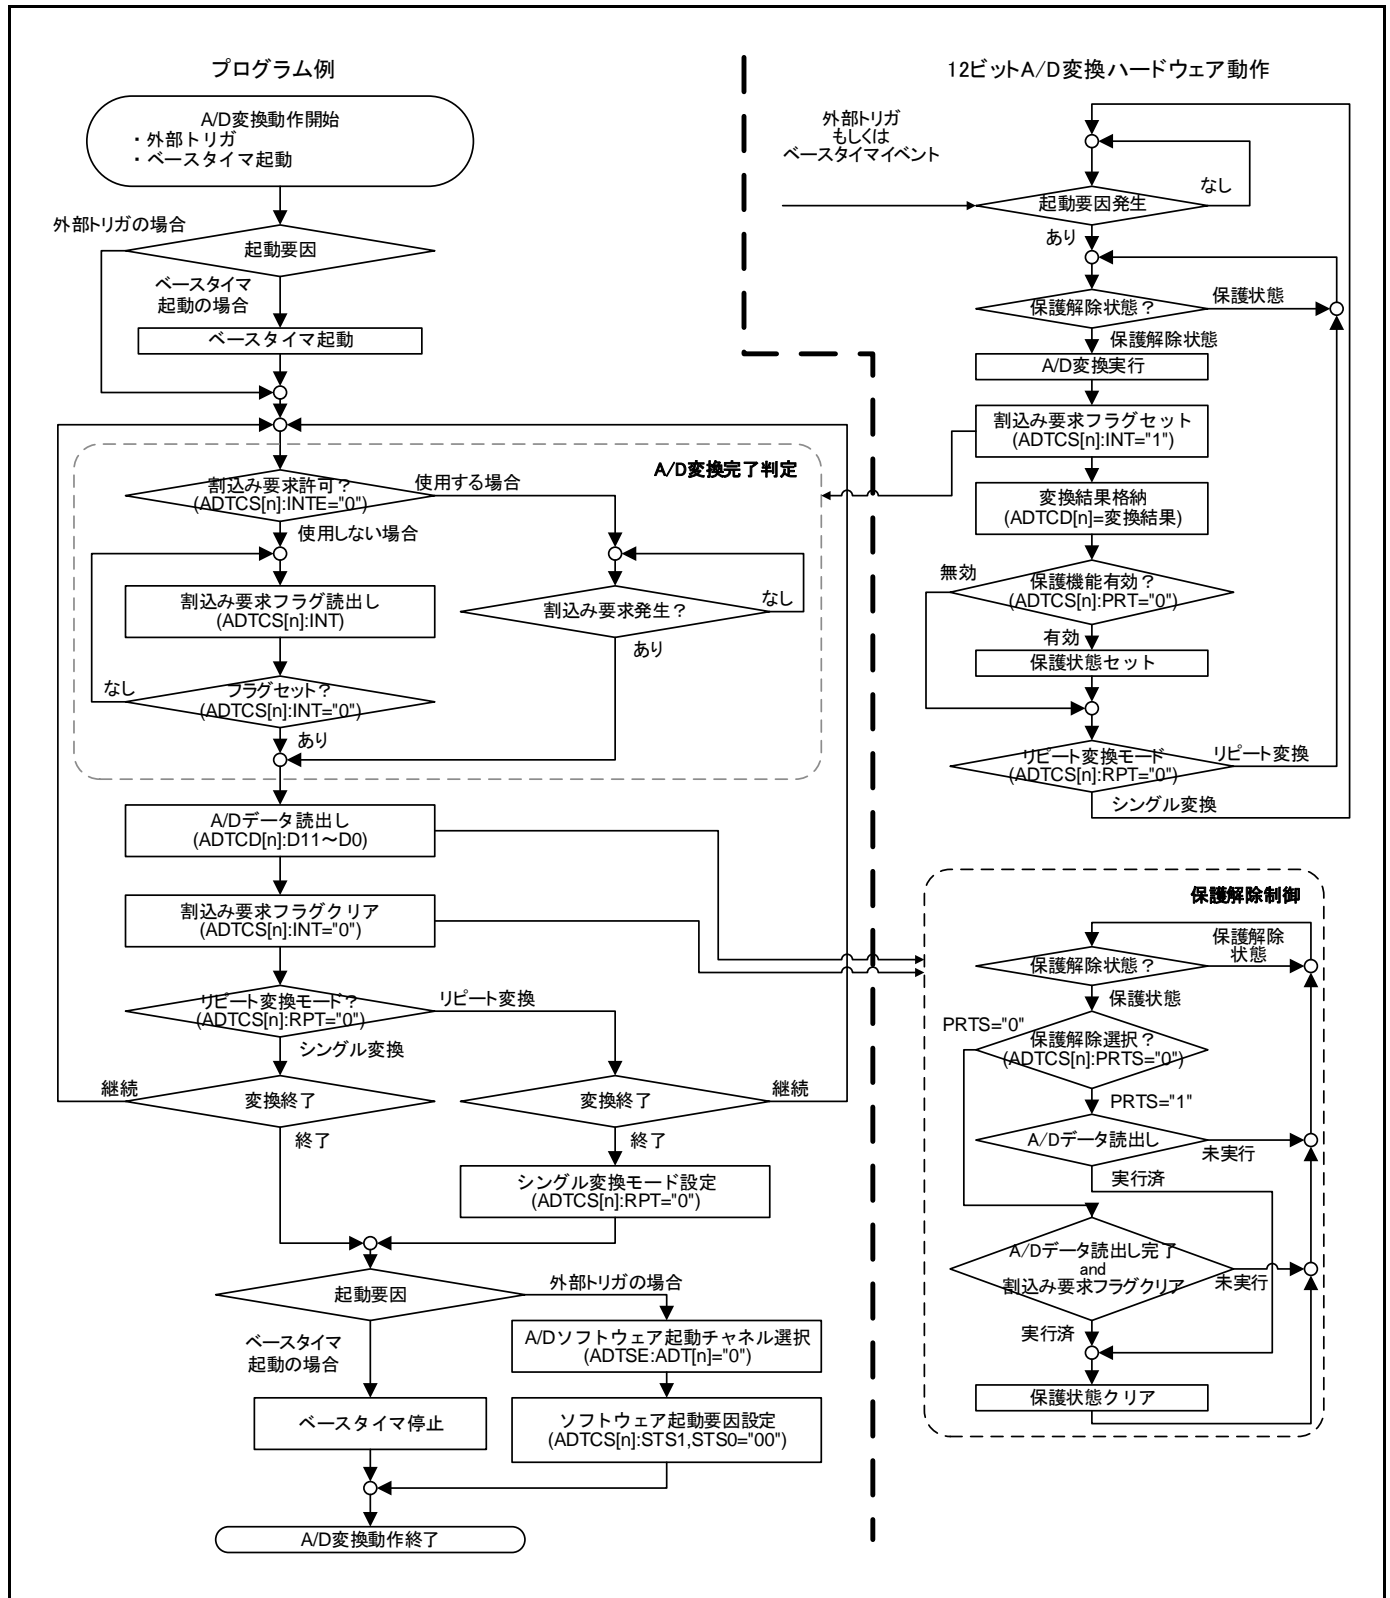 プログラム例
A/D変換動作開始
・外部トリガ
・ベースタイマ起動
外部トリガの場合
起動要因
ベースタイマ
起動の場合
ベースタイマ起動
A/D変換完了判定
割込み要求許可？
(ADTCS[n]:INTE="0")
使用する場合
使用しない場合
割込み要求フラグ読出し
(ADTCS[n]:INT)
割込み要求発生？
なし
あり
なし
フラグセット？
(ADTCS[n]:INT="0")
あり
A/Dデータ読出し
(ADTCD[n]:D11～D0)
割込み要求フラグクリア
(ADTCS[n]:INT="0")
リピート変換モード？
(ADTCS[n]:RPT="0")
リピート変換
シングル変換
継続
変換終了
終了
変換終了
継続
終了
シングル変換モード設定
(ADTCS[n]:RPT="0")
起動要因
外部トリガの場合
ベースタイマ
起動の場合
A/Dソフトウェア起動チャネル選択
(ADTSE:ADT[n]="0")
ベースタイマ停止
ソフトウェア起動要因設定
(ADTCS[n]:STS1,STS0="00")
A/D変換動作終了
12ビットA/D変換ハードウェア動作
外部トリガ
もしくは
ベースタイマイベント
起動要因発生
なし
あり
保護解除状態？
保護状態
保護解除状態
A/D変換実行
割込み要求フラグセット
(ADTCS[n]:INT="1")
変換結果格納
(ADTCD[n]=変換結果)
無効
保護機能有効？
(ADTCS[n]:PRT="0")
有効
保護状態セット
リピート変換モード
(ADTCS[n]:RPT="0")
リピート変換
シングル変換
保護解除制御
保護解除状態？
保護解除
状態
保護状態
PRTS="0"
保護解除選択？
(ADTCS[n]:PRTS="0")
PRTS="1"
A/Dデータ読出し
未実行
実行済
A/Dデータ読出し完了
and
割込み要求フラグクリア
未実行
実行済
保護状態クリア